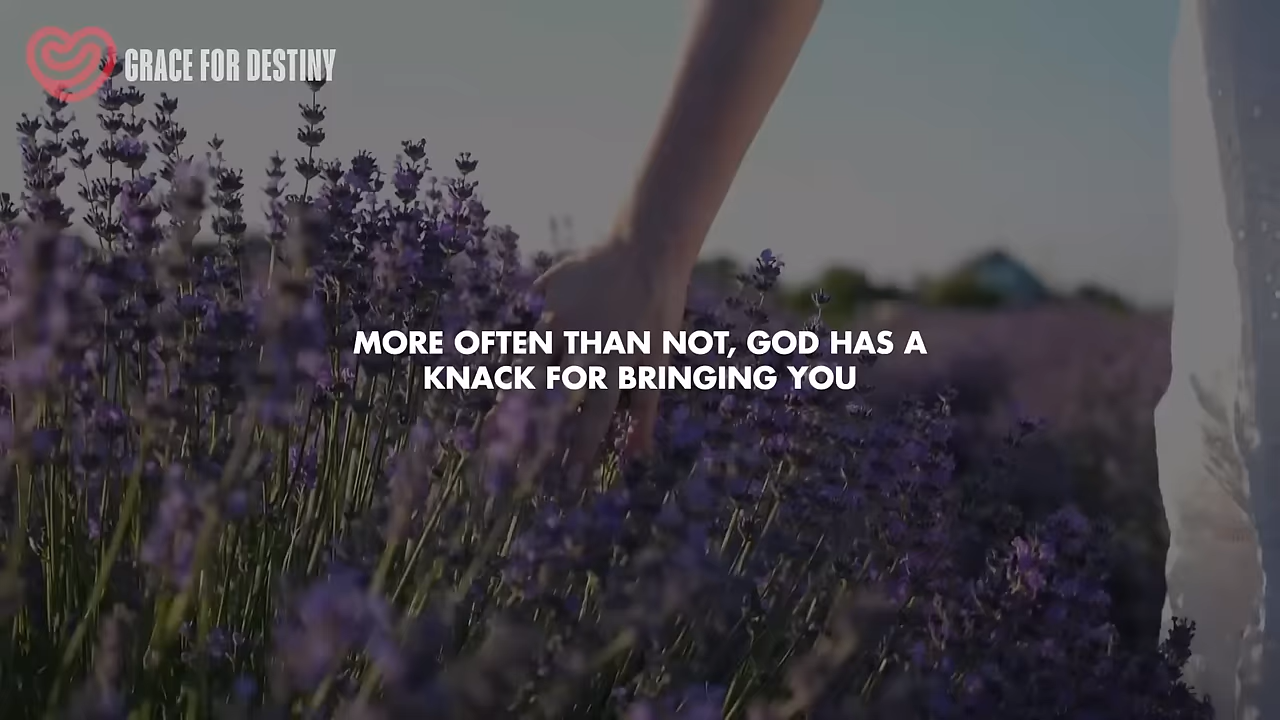 GRACE FOR DESTINY
MORE OFTEN THAN NOT, GOD HAS A
KNACK FOR BRINGING YOU